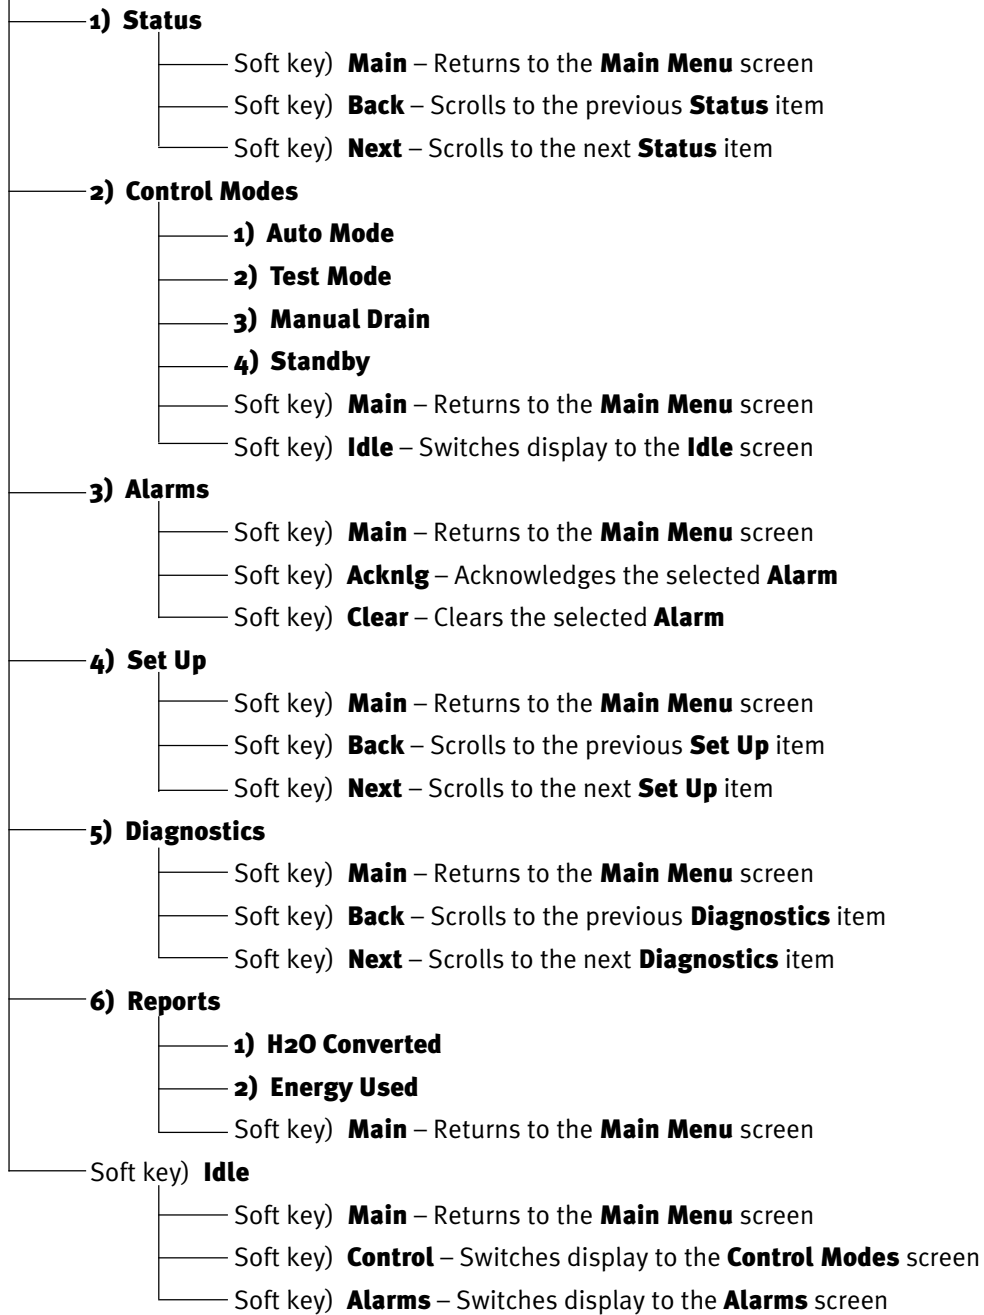 1) Status
Soft key) Main – Returns to the Main Menu screen
Soft key) Back – Scrolls to the previous Status item
Soft key) Next – Scrolls to the next Status item
2) Control Modes
1) Auto Mode
2) Test Mode
3) Manual Drain
4) Standby
Soft key) Main – Returns to the Main Menu screen
Soft key) Idle – Switches display to the Idle screen
3) Alarms
Soft key) Main – Returns to the Main Menu screen
Soft key) Acknlg – Acknowledges the selected Alarm
Soft key) Clear – Clears the selected Alarm
4) Set Up
Soft key) Main – Returns to the Main Menu screen
Soft key) Back – Scrolls to the previous Set Up item
Soft key) Next – Scrolls to the next Set Up item
5) Diagnostics
Soft key) Main – Returns to the Main Menu screen
Soft key) Back – Scrolls to the previous Diagnostics item
Soft key) Next – Scrolls to the next Diagnostics item
6) Reports
1) H2O Converted
2) Energy Used
Soft key) Main – Returns to the Main Menu screen
Soft key) Idle
Soft key) Main – Returns to the Main Menu screen
Soft key) Control – Switches display to the Control Modes screen
Soft key) Alarms – Switches display to the Alarms screen